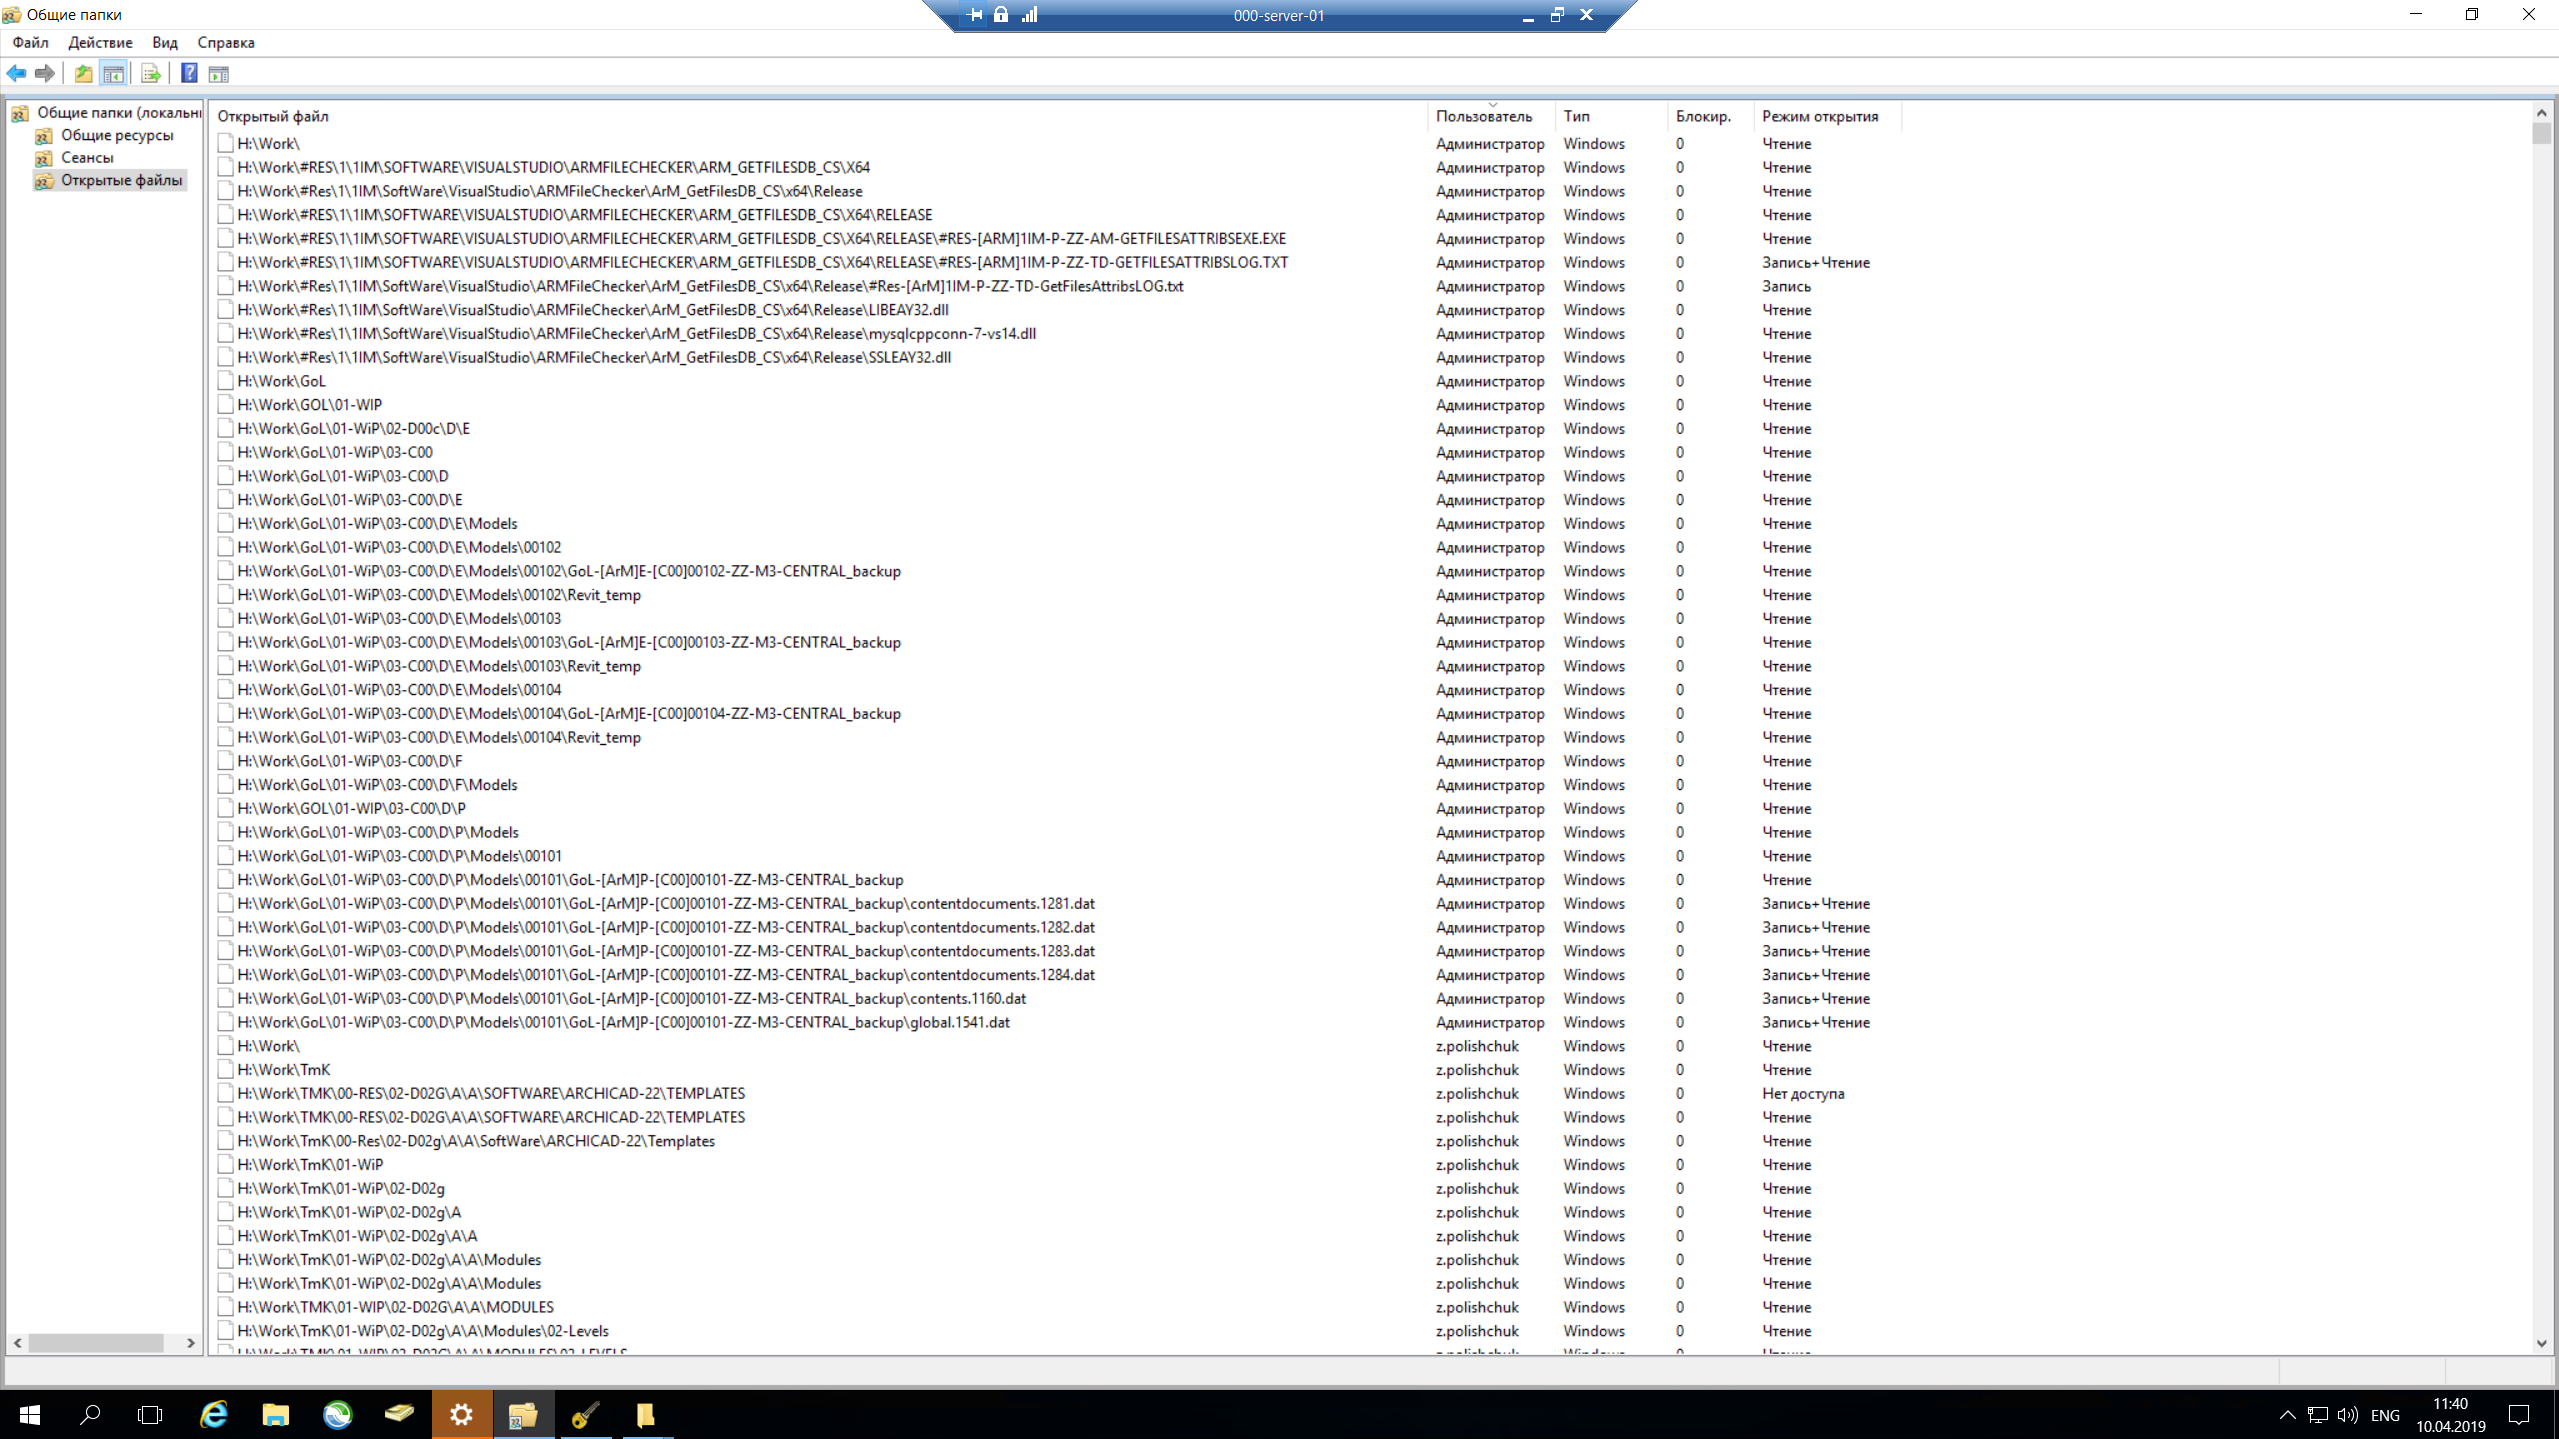 Общие папки
000-server-01
Файл Действие Вид Справка
Общие папки (локальн
Общие ресурсы
Сеансы
Открытые файлы
Открытый файл Пользователь Тип Блокир. Режим открытия
H:\Work\ Администратор Windows 0 Чтение
H:\Work\#RES\1\1IM\SOFTWARE\VISUALSTUDIO\ARMFILECHECKER\ARM_GETFILESDB_CS\X64 Администратор Windows 0 Чтение
H:\Work\#Res\1\1IM\SoftWare\VisualStudio\ARMFileChecker\ArM_GetFilesDB_CS\x64\Release Администратор Windows 0 Чтение
H:\Work\#RES\1\1IM\SOFTWARE\VISUALSTUDIO\ARMFILECHECKER\ARM_GETFILESDB_CS\X64\RELEASE Администратор Windows 0 Чтение
H:\Work\#RES\1\1IM\SOFTWARE\VISUALSTUDIO\ARMFILECHECKER\ARM_GETFILESDB_CS\X64\RELEASE\#RES-[ARM]1IM-P-ZZ-AM-GETFILESATTRIBSEXE.EXE Администратор Windows 0 Чтение
H:\Work\#RES\1\1IM\SOFTWARE\VISUALSTUDIO\ARMFILECHECKER\ARM_GETFILESDB_CS\X64\RELEASE\#RES-[ARM]1IM-P-ZZ-TD-GETFILESATTRIBSLOG.TXT Администратор Windows 0 Запись+Чтение
H:\Work\#Res\1\1IM\SoftWare\VisualStudio\ARMFileChecker\ArM_GetFilesDB_CS\x64\Release\#Res-[ArM]1IM-P-ZZ-TD-GetFilesAttribsLOG.txt Администратор Windows 0 Запись
H:\Work\#Res\1\1IM\SoftWare\VisualStudio\ARMFileChecker\ArM_GetFilesDB_CS\x64\Release\LIBEAY32.dll Администратор Windows 0 Чтение
H:\Work\#Res\1\1IM\SoftWare\VisualStudio\ARMFileChecker\ArM_GetFilesDB_CS\x64\Release\mysqlcppconn-7-vs14.dll Администратор Windows 0 Чтение
H:\Work\#Res\1\1IM\SoftWare\VisualStudio\ARMFileChecker\ArM_GetFilesDB_CS\x64\Release\SSLEAY32.dll Администратор Windows 0 Чтение
H:\Work\GoL Администратор Windows 0 Чтение
H:\Work\GOL\01-WIP Администратор Windows 0 Чтение
H:\Work\GoL\01-WiP\02-D00c\D\E Администратор Windows 0 Чтение
H:\Work\GoL\01-WiP\03-C00 Администратор Windows 0 Чтение
H:\Work\GoL\01-WiP\03-C00\D Администратор Windows 0 Чтение
H:\Work\GoL\01-WiP\03-C00\D\E Администратор Windows 0 Чтение
H:\Work\GoL\01-WiP\03-C00\D\E\Models Администратор Windows 0 Чтение
H:\Work\GoL\01-WiP\03-C00\D\E\Models\00102 Администратор Windows 0 Чтение
H:\Work\GoL\01-WiP\03-C00\D\E\Models\00102\GoL-[ArM]E-[C00]00102-ZZ-M3-CENTRAL_backup Администратор Windows 0 Чтение
H:\Work\GoL\01-WiP\03-C00\D\E\Models\00102\Revit_temp Администратор Windows 0 Чтение
H:\Work\GoL\01-WiP\03-C00\D\E\Models\00103 Администратор Windows 0 Чтение
H:\Work\GoL\01-WiP\03-C00\D\E\Models\00103\GoL-[ArM]E-[C00]00103-ZZ-M3-CENTRAL_backup Администратор Windows 0 Чтение
H:\Work\GoL\01-WiP\03-C00\D\E\Models\00103\Revit_temp Администратор Windows 0 Чтение
H:\Work\GoL\01-WiP\03-C00\D\E\Models\00104 Администратор Windows 0 Чтение
H:\Work\GoL\01-WiP\03-C00\D\E\Models\00104\GoL-[ArM]E-[C00]00104-ZZ-M3-CENTRAL_backup Администратор Windows 0 Чтение
H:\Work\GoL\01-WiP\03-C00\D\E\Models\00104\Revit_temp Администратор Windows 0 Чтение
H:\Work\GoL\01-WiP\03-C00\D\F Администратор Windows 0 Чтение
H:\Work\GoL\01-WiP\03-C00\D\F\Models Администратор Windows 0 Чтение
H:\Work\GOL\01-WIP\03-C00\D\P Администратор Windows 0 Чтение
H:\Work\GoL\01-WiP\03-C00\D\P\Models Администратор Windows 0 Чтение
H:\Work\GoL\01-WiP\03-C00\D\P\Models\00101 Администратор Windows 0 Чтение
H:\Work\GoL\01-WiP\03-C00\D\P\Models\00101\GoL-[ArM]P-[C00]00101-ZZ-M3-CENTRAL_backup Администратор Windows 0 Чтение
H:\Work\GoL\01-WiP\03-C00\D\P\Models\00101\GoL-[ArM]P-[C00]00101-ZZ-M3-CENTRAL_backup\contentdocuments.1281.dat Администратор Windows 0 Запись+Чтение
H:\Work\GoL\01-WiP\03-C00\D\P\Models\00101\GoL-[ArM]P-[C00]00101-ZZ-M3-CENTRAL_backup\contentdocuments.1282.dat Администратор Windows 0 Запись+Чтение
H:\Work\GoL\01-WiP\03-C00\D\P\Models\00101\GoL-[ArM]P-[C00]00101-ZZ-M3-CENTRAL_backup\contentdocuments.1283.dat Администратор Windows 0 Запись+Чтение
H:\Work\GoL\01-WiP\03-C00\D\P\Models\00101\GoL-[ArM]P-[C00]00101-ZZ-M3-CENTRAL_backup\contentdocuments.1284.dat Администратор Windows 0 Запись+Чтение
H:\Work\GoL\01-WiP\03-C00\D\P\Models\00101\GoL-[ArM]P-[C00]00101-ZZ-M3-CENTRAL_backup\contents.1160.dat Администратор Windows 0 Запись+Чтение
H:\Work\GoL\01-WiP\03-C00\D\P\Models\00101\GoL-[ArM]P-[C00]00101-ZZ-M3-CENTRAL_backup\global.1541.dat Администратор Windows 0 Запись+Чтение
H:\Work\ z.polishchuk Windows 0 Чтение
H:\Work\TmK z.polishchuk Windows 0 Чтение
H:\Work\TMK\00-RES\02-D02G\A\A\SOFTWARE\ARCHICAD-22\TEMPLATES z.polishchuk Windows 0 Нет доступа
H:\Work\TMK\00-RES\02-D02G\A\A\SOFTWARE\ARCHICAD-22\TEMPLATES z.polishchuk Windows 0 Чтение
H:\Work\TmK\00-Res\02-D02g\A\A\SoftWare\ARCHICAD-22\Templates z.polishchuk Windows 0 Чтение
H:\Work\TmK\01-WiP z.polishchuk Windows 0 Чтение
H:\Work\TmK\01-WiP\02-D02g z.polishchuk Windows 0 Чтение
H:\Work\TmK\01-WiP\02-D02g\A z.polishchuk Windows 0 Чтение
H:\Work\TmK\01-WiP\02-D02g\A\A z.polishchuk Windows 0 Чтение
H:\Work\TmK\01-WiP\02-D02g\A\A\Modules z.polishchuk Windows 0 Чтение
H:\Work\TmK\01-WiP\02-D02g\A\A\Modules z.polishchuk Windows 0 Чтение
H:\Work\TMK\01-WIP\02-D02G\A\A\MODULES z.polishchuk Windows 0 Чтение
H:\Work\TmK\01-WiP\02-D02g\A\A\Modules\02-Levels z.polishchuk Windows 0 Чтение
ENG
11:40
10.04.2019